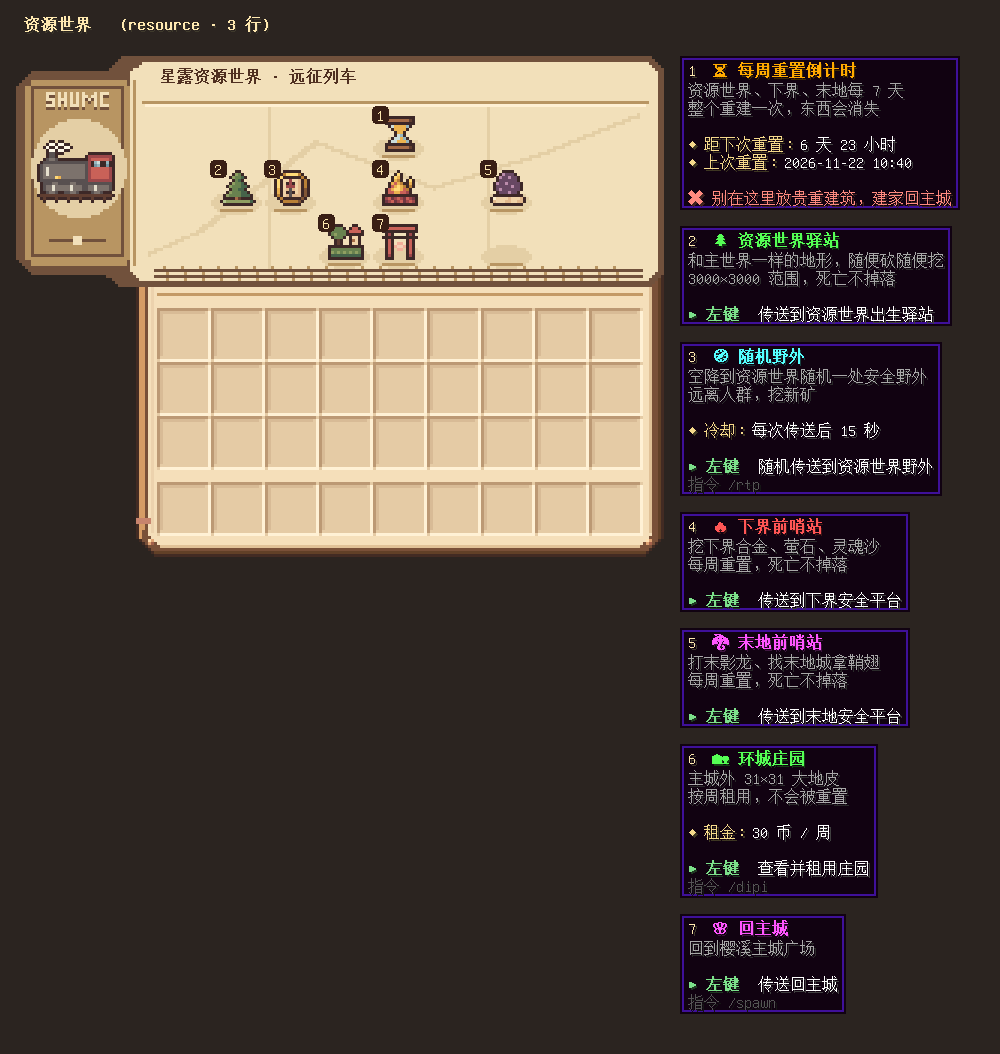 资源世界 (resource · 3 行)
SHUMC
星露资源世界 · 远征列车
1
2
3
4
5
6
7
1 每周重置倒计时
资源世界、下界、末地每 7 天
整个重建一次，东西会消失
距下次重置：6 天 23 小时
上次重置：2026-11-22 10:40
别在这里放贵重建筑，建家回主城
2 资源世界驿站
和主世界一样的地形，随便砍随便挖
3000×3000 范围，死亡不掉落
左键 传送到资源世界出生驿站
3 随机野外
空降到资源世界随机一处安全野外
远离人群，挖新矿
冷却：每次传送后 15 秒
左键 随机传送到资源世界野外
指令 /rtp
4 下界前哨站
挖下界合金、萤石、灵魂沙
每周重置，死亡不掉落
左键 传送到下界安全平台
5 末地前哨站
打末影龙、找末地城拿鞘翅
每周重置，死亡不掉落
左键 传送到末地安全平台
6 环城庄园
主城外 31×31 大地皮
按周租用，不会被重置
租金：30 币 / 周
左键 查看并租用庄园
指令 /dipi
7 回主城
回到樱溪主城广场
左键 传送回主城
指令 /spawn